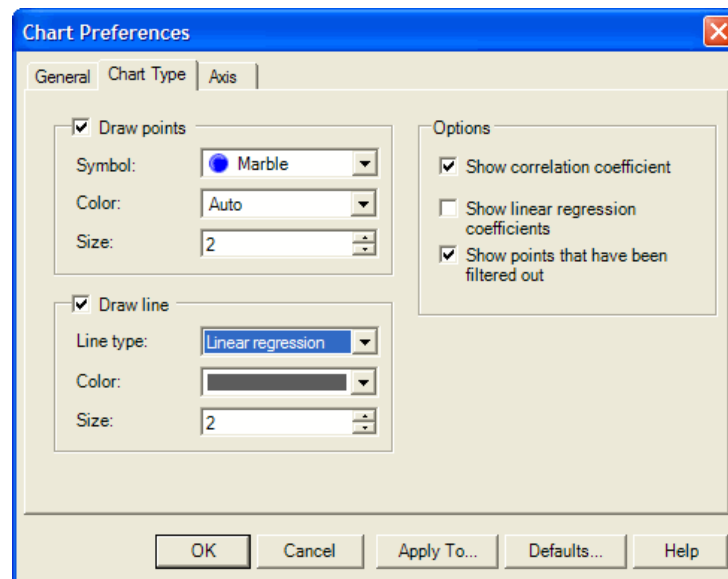 Chart Preferences
General Chart Type Axis
Draw points
Symbol: Marble
Color: Auto
Size: 2
Draw line
Line type: Linear regression
Color:
Size: 2
Options
Show correlation coefficient
Show linear regression
coefficients
Show points that have been
filtered out
OK Cancel Apply To... Defaults... Help